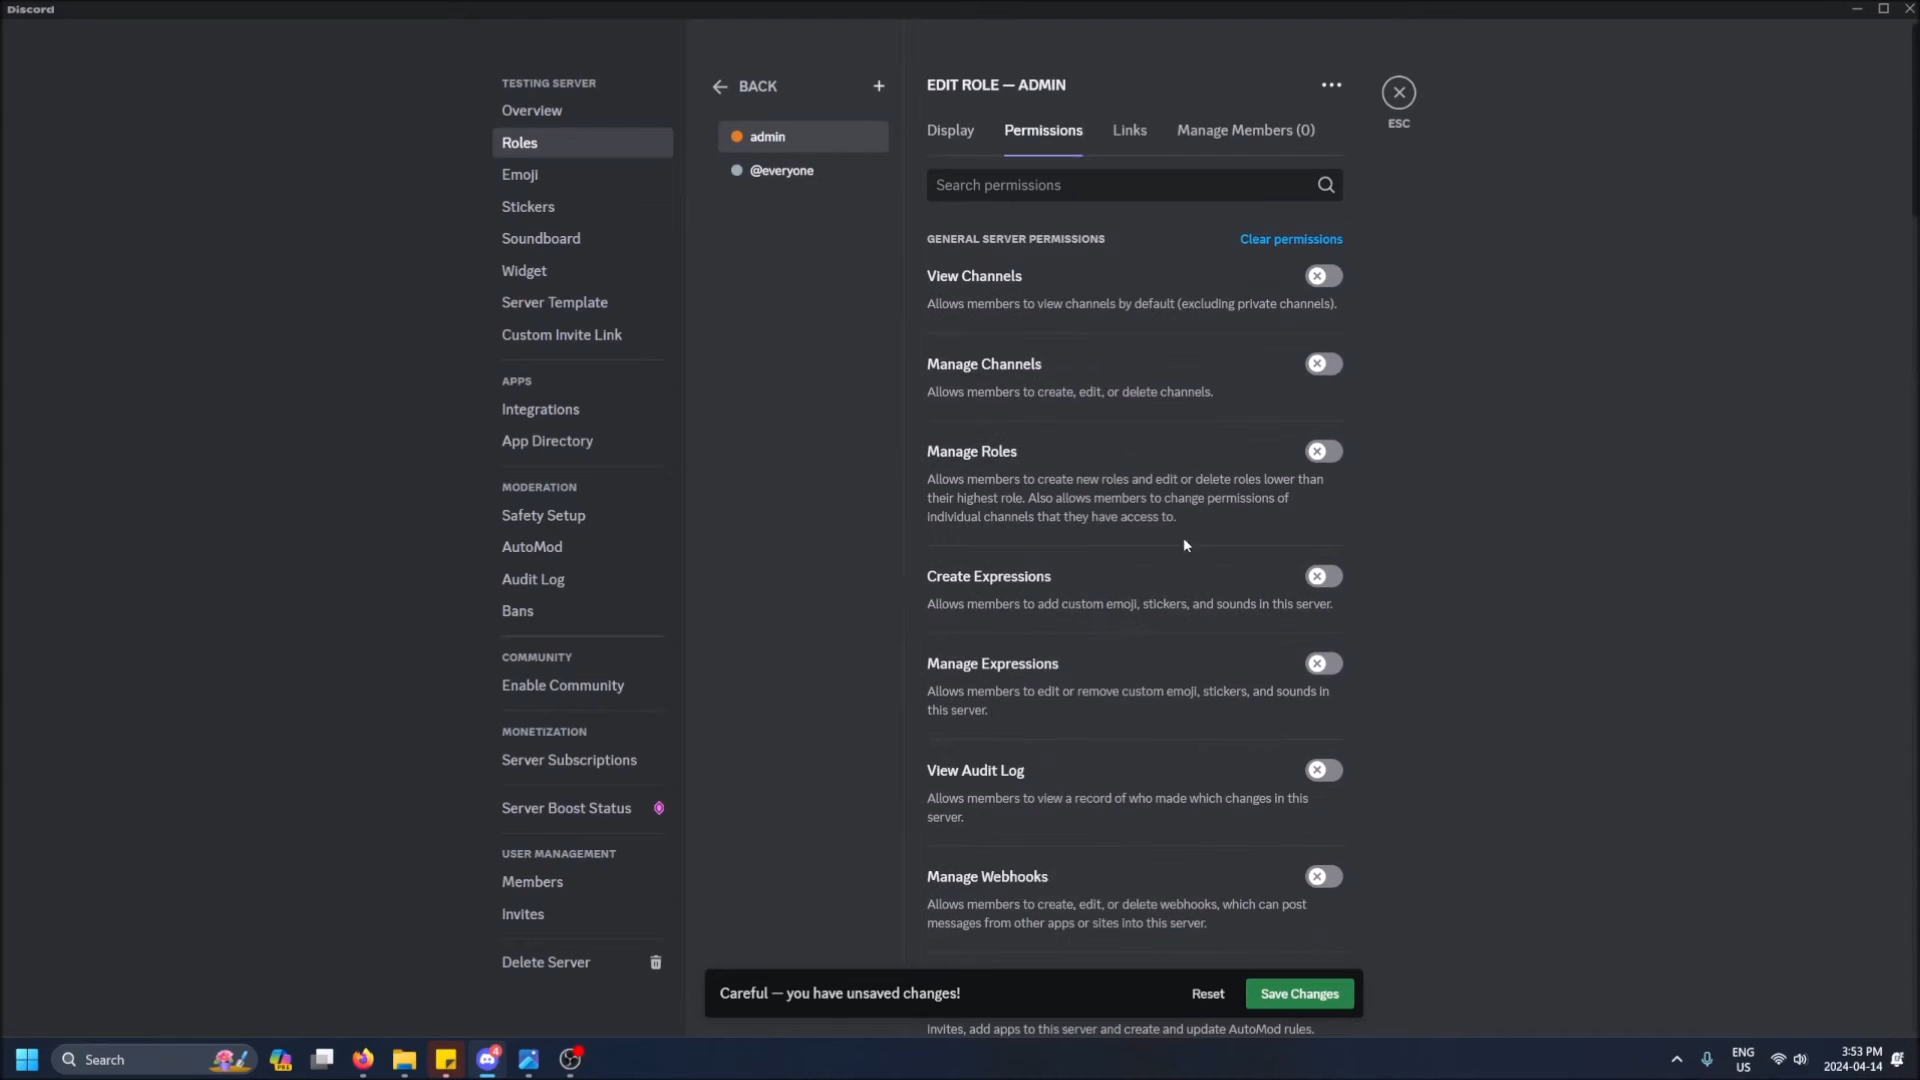 Discord
TESTING SERVER
Overview
Roles
Emoji
Stickers
Soundboard
Widget
Server Template
Custom Invite Link
APPS
Integrations
App Directory
MODERATION
Safety Setup
AutoMod
Audit Log
Bans
COMMUNITY
Enable Community
MONETIZATION
Server Subscriptions
Server Boost Status
USER MANAGEMENT
Members
Invites
Delete Server
BACK
admin
@everyone
EDIT ROLE — ADMIN
ESC
Display Permissions Links Manage Members (0)
Search permissions
GENERAL SERVER PERMISSIONS Clear permissions
View Channels
Allows members to view channels by default (excluding private channels).
Manage Channels
Allows members to create, edit, or delete channels.
Manage Roles
Allows members to create new roles and edit or delete roles lower than
their highest role. Also allows members to change permissions of
individual channels that they have access to.
Create Expressions
Allows members to add custom emoji, stickers, and sounds in this server.
Manage Expressions
Allows members to edit or remove custom emoji, stickers, and sounds in
this server.
View Audit Log
Allows members to view a record of who made which changes in this
server.
Manage Webhooks
Allows members to create, edit, or delete webhooks, which can post
messages from other apps or sites into this server.
Careful — you have unsaved changes! Reset Save Changes
invites, add apps to this server and create and update AutoMod rules.
Search
4
ENG
US
3:53 PM
2024-04-14